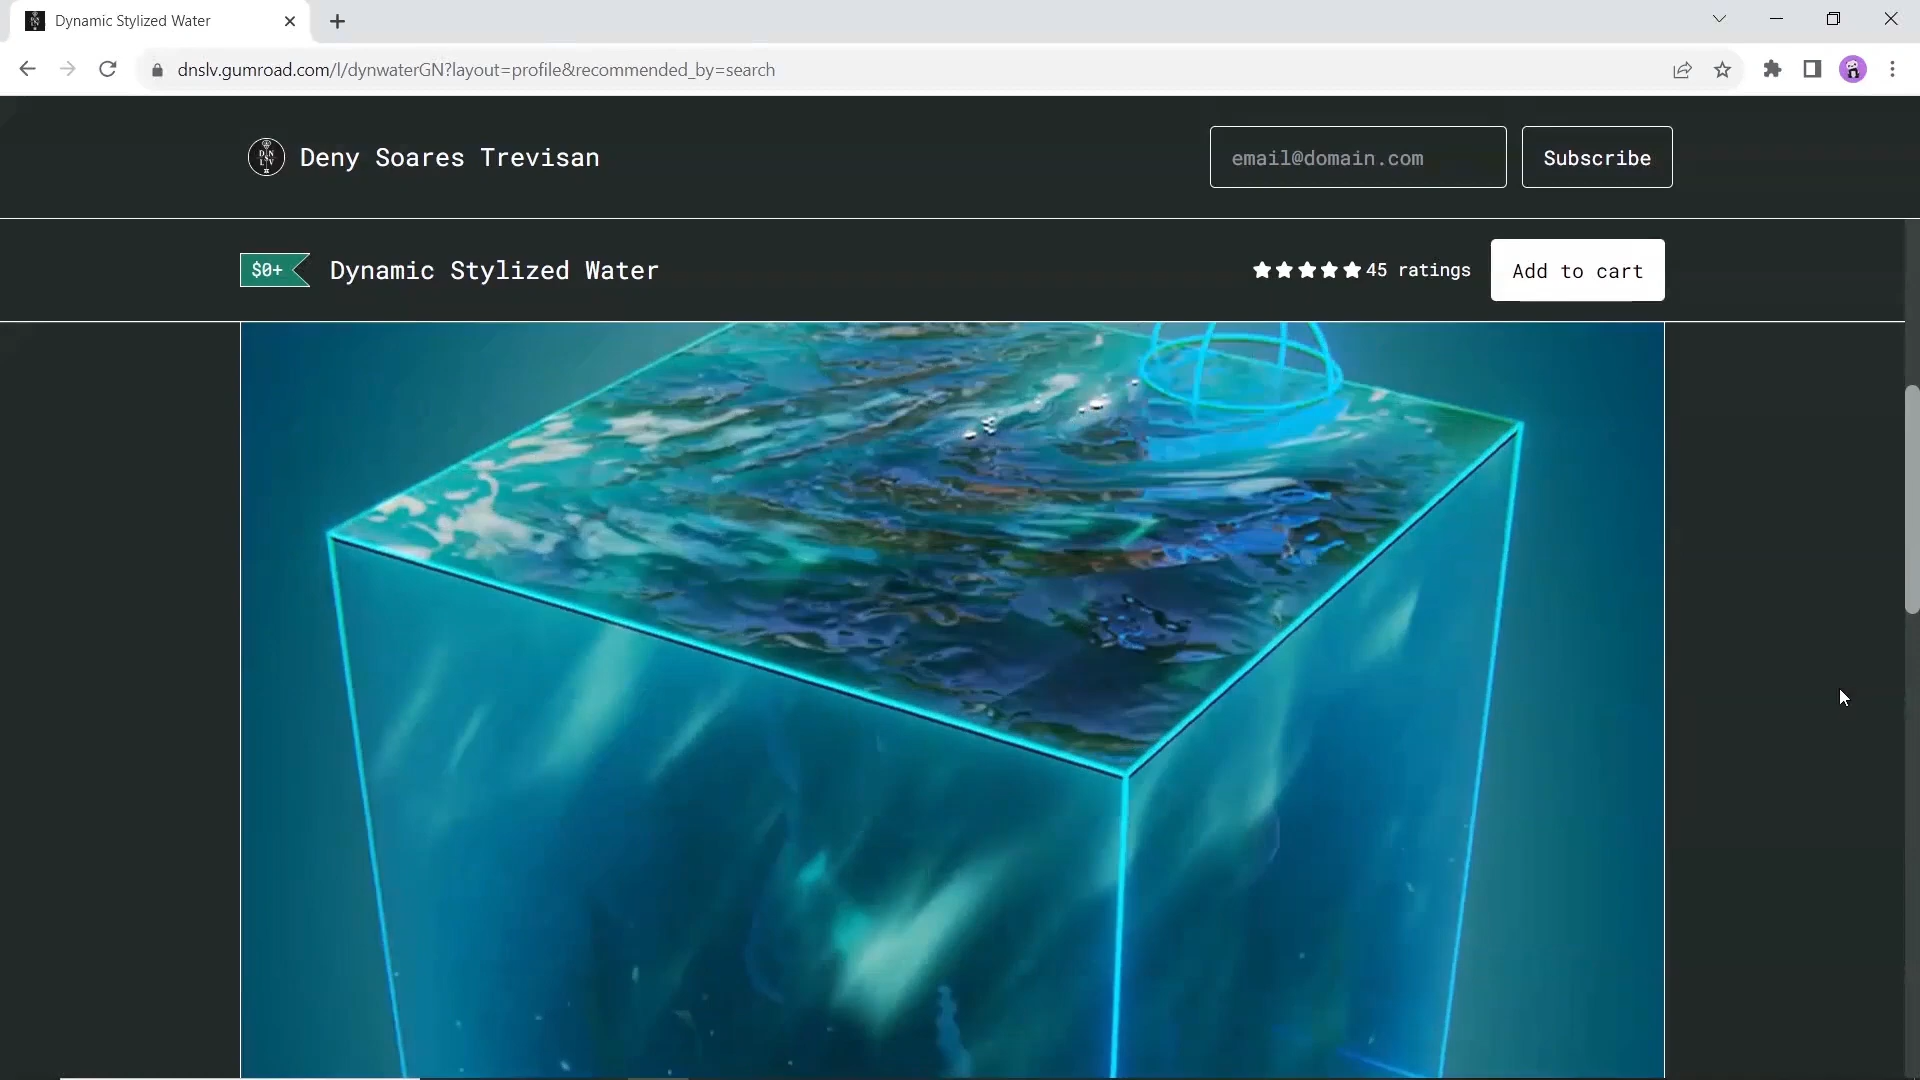 Dynamic Stylized Water
dnslv.gumroad.com/l/dynwaterGN?layout=profile&recommended_by=search
Deny Soares Trevisan
email@domain.com
Subscribe
$0+
Dynamic Stylized Water
45 ratings
Add to cart